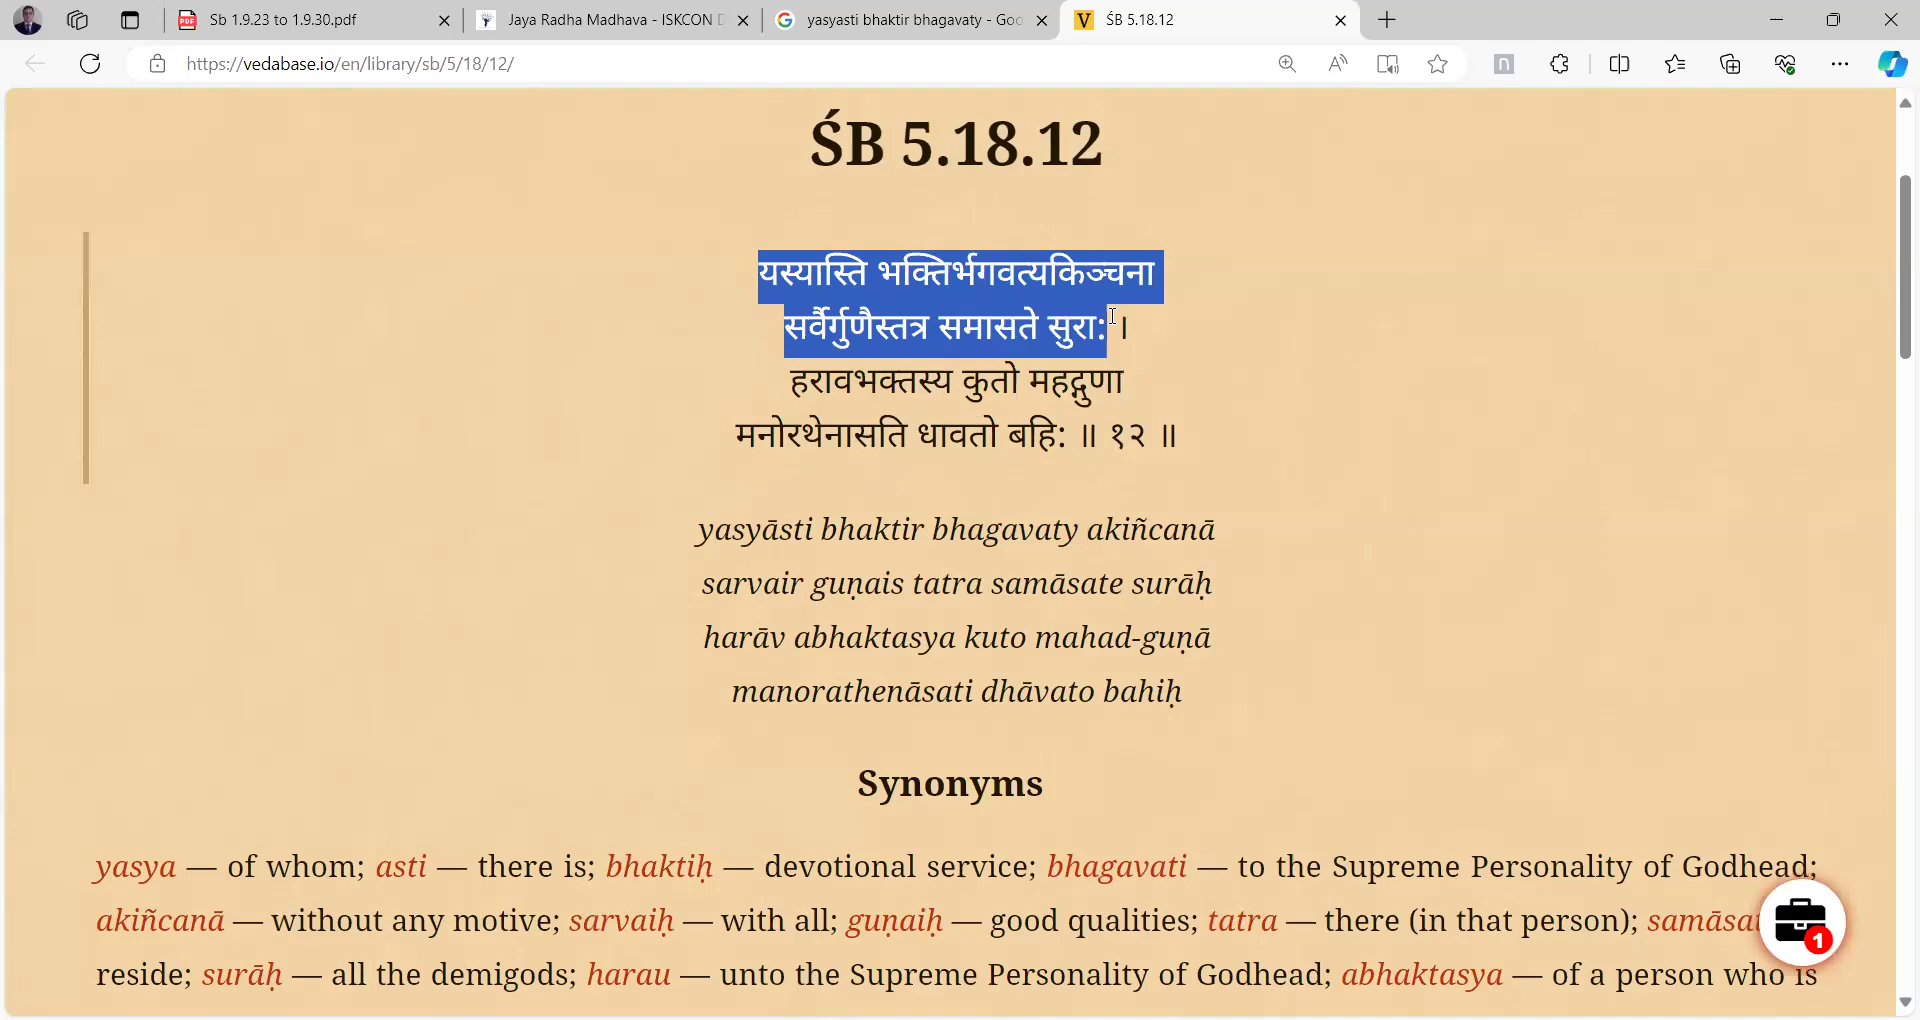 Sb 1.9.23 to 1.9.30.pdf
Jaya Radha Madhava - ISKCON
yasyasti bhaktir bhagavaty - Goo
ŚB 5.18.12
https://vedabase.io/en/library/sb/5/18/12/
ŚB 5.18.12
यस्यास्ति भक्तिर्भगवत्यकिञ्चना
सर्वैर्गुणैस्तत्र समासते सुरा: ।
हरावभक्तस्य कुतो महद्गुणा
मनोरथेनासति धावतो बहि: ॥ १२ ॥
yasyāsti bhaktir bhagavaty akiñcanā
sarvair guṇais tatra samāsate surāḥ
harāv abhaktasya kuto mahad-guṇā
manorathenāsati dhāvato bahiḥ
Synonyms
yasya — of whom; asti — there is; bhaktiḥ — devotional service; bhagavati — to the Supreme Personality of Godhead;
akiñcanā — without any motive; sarvaiḥ — with all; guṇaiḥ — good qualities; tatra — there (in that person);
reside; surāḥ — all the demigods; harau — unto the Supreme Personality of Godhead; abhaktasya — of a person who is
1